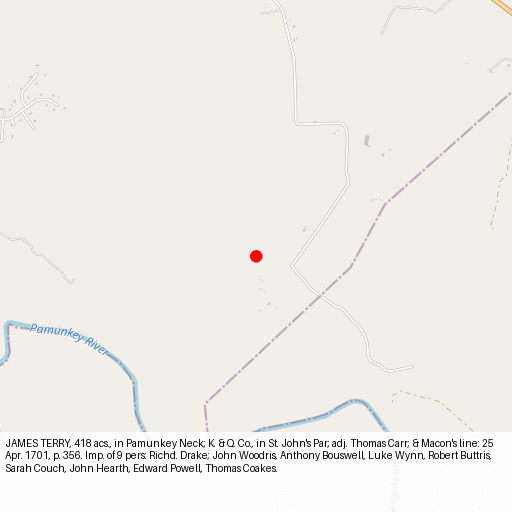 Pamunkey River
JAMES TERRY, 418 acs., in Pamunkey Neck; K. & Q. Co., in St. John's Par; adj. Thomas Carr; & Macon's line: 25
Apr. 1701, p. 356. Imp. of 9 pers: Richd. Drake; John Woodris, Anthony Bouswell, Luke Wynn, Robert Buttris,
Sarah Couch, John Hearth, Edward Powell, Thomas Coakes.